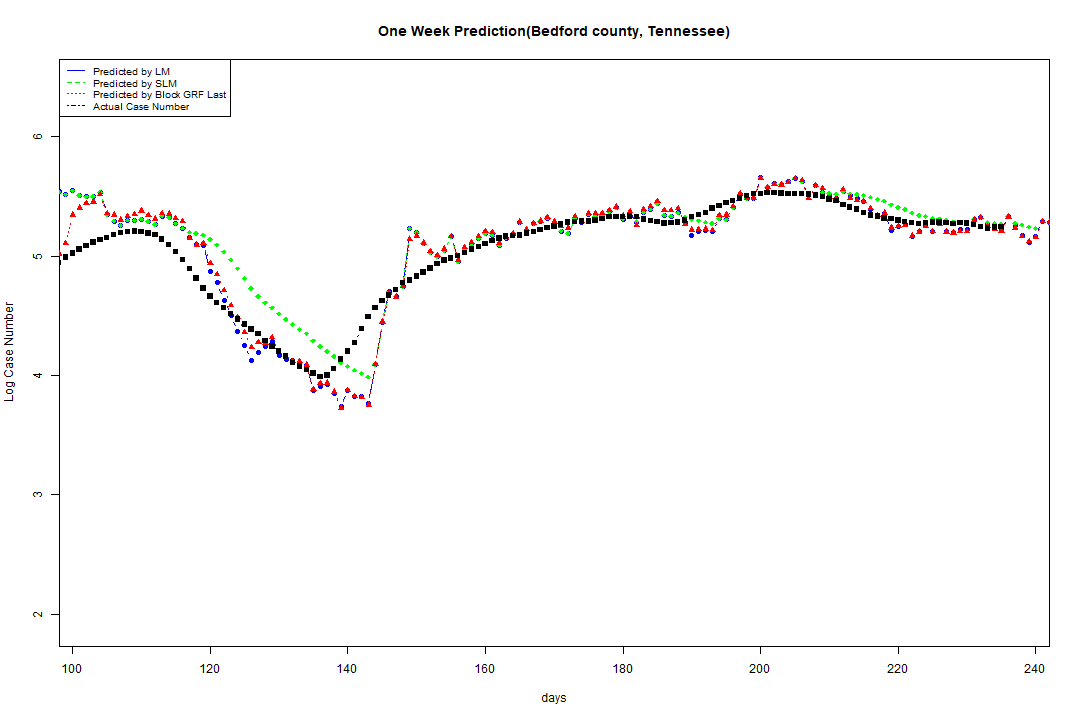 One Week Prediction(Bedford county, Tennessee)
Predicted by LM
Predicted by SLM
Predicted by Block GRF Last
Actual Case Number
6
5
4
3
2
Log Case Number
100 120 140 160 180 200 220 240
days